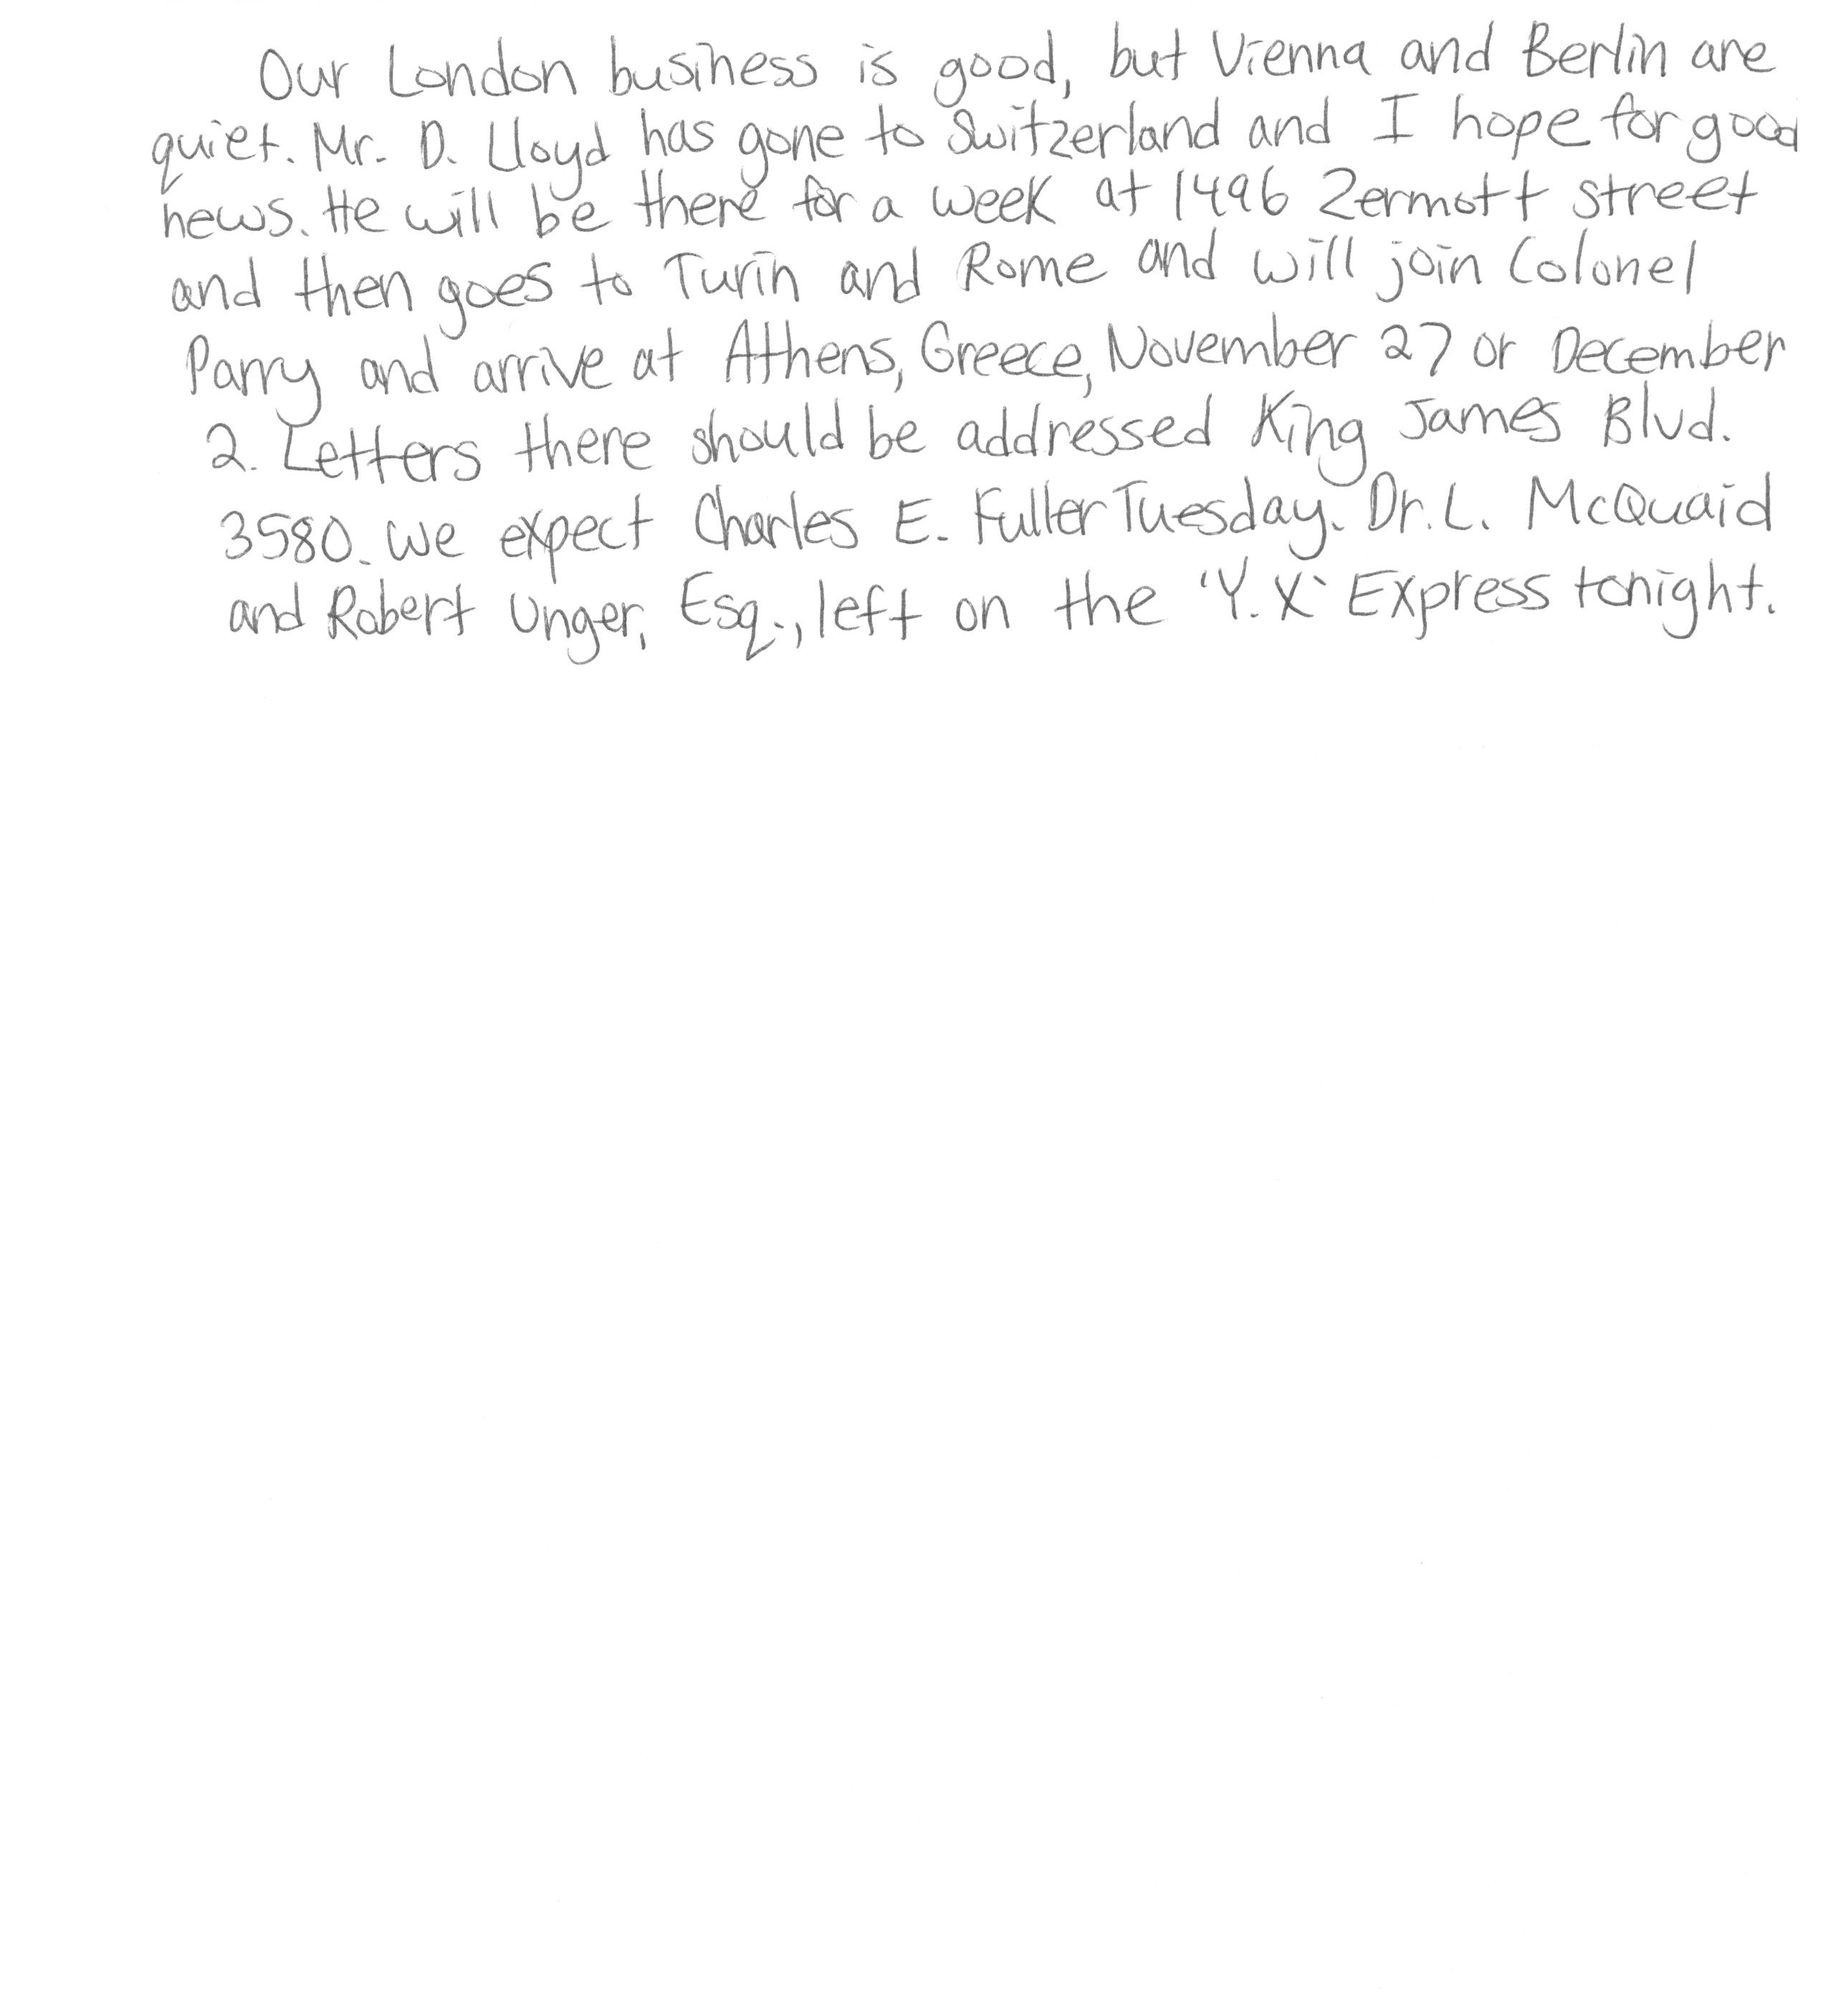 Our London business is good, but Vienna and Berlin are
quiet. Mr. D. Lloyd has gone to Switzerland and I hope for good
news. He will be there for a week at 1496 Zermott street
and then goes to Turin and Rome and will join Colonel
Parry and arrive at Athens, Greece, November 27 or December
2. Letters there should be addressed King James Blvd.
3580. We expect Charles E. Fuller Tuesday. Dr. L. McQuaid
and Robert Unger, Esq., left on the 'Y.X' Express tonight.